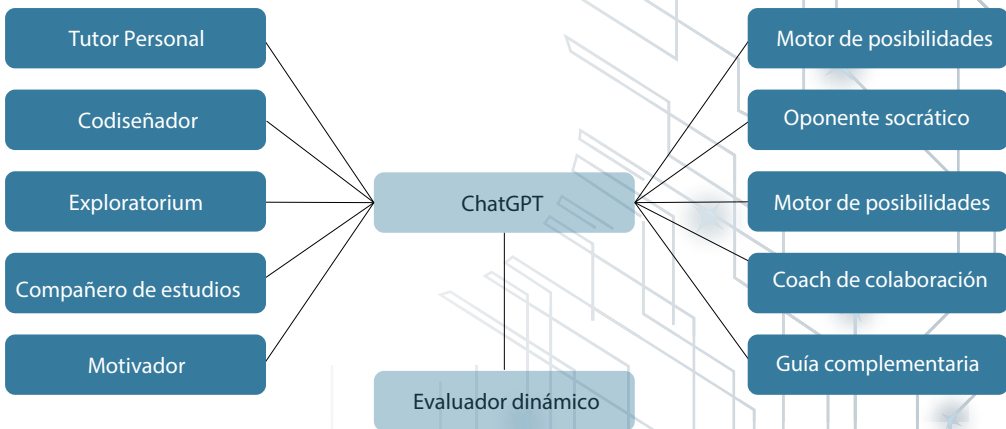 Tutor Personal
Codiseñador
Exploratorium
Compañero de estudios
Motivador
ChatGPT
Evaluador dinámico
Motor de posibilidades
Oponente socrático
Motor de posibilidades
Coach de colaboración
Guía complementaria